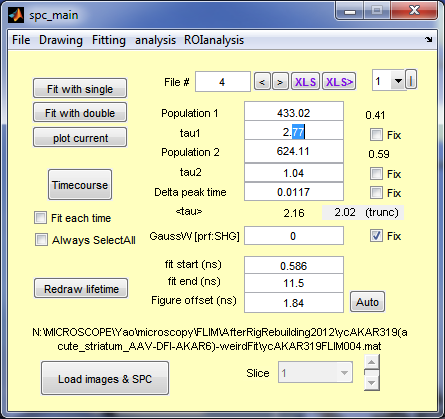 spc_main
File Drawing Fitting analysis ROIanalysis
Fit with single File # 4 < > XLS XLS> 1 I
Fit with double Population 1 433.02 0.41
plot current tau1 2.77 Fix
Population 2 624.11 0.59
Timecourse tau2 1.04 Fix
Delta peak time 0.0117 Fix
Fit each time <tau> 2.16 2.02 (trunc)
Always SelectAll GaussW [prf:SHG] 0 Fix
fit start (ns) 0.586
Redraw lifetime fit end (ns) 11.5
Figure offset (ns) 1.84 Auto
N:\MICROSCOPE\Yao\microscopy\FLIM\AfterRigRebuilding2012\ycAKAR319(a
cute_striatum_AAV-DFI-AKAR6)-weirdFit\ycAKAR319FLIM004.mat
Load images & SPC Slice 1